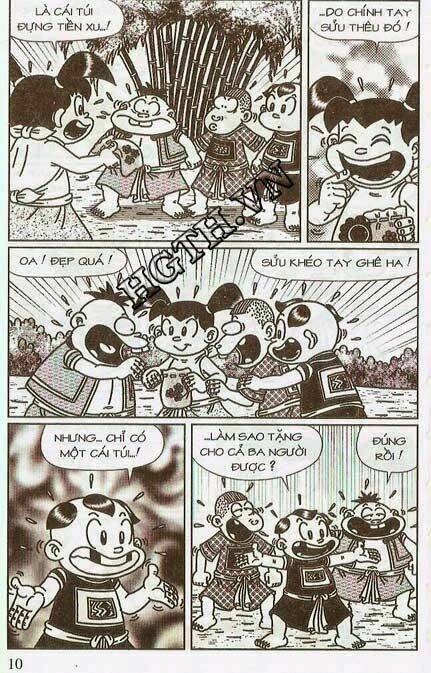 LÀ CÁI TÚI
ĐỰNG TIỀN XU...!
...DO CHÍNH TAY
SỬU THÊU ĐÓ!
OA! ĐẸP QUÁ!
SỬU KHÉO TAY GHÊ HA!
HGTH.VN
NHƯNG... CHỈ CÓ
MỘT CÁI TÚI...!
...LÀM SAO TẶNG
CHO CẢ BA NGƯỜI
ĐƯỢC?
ĐÚNG
RỒI!
10